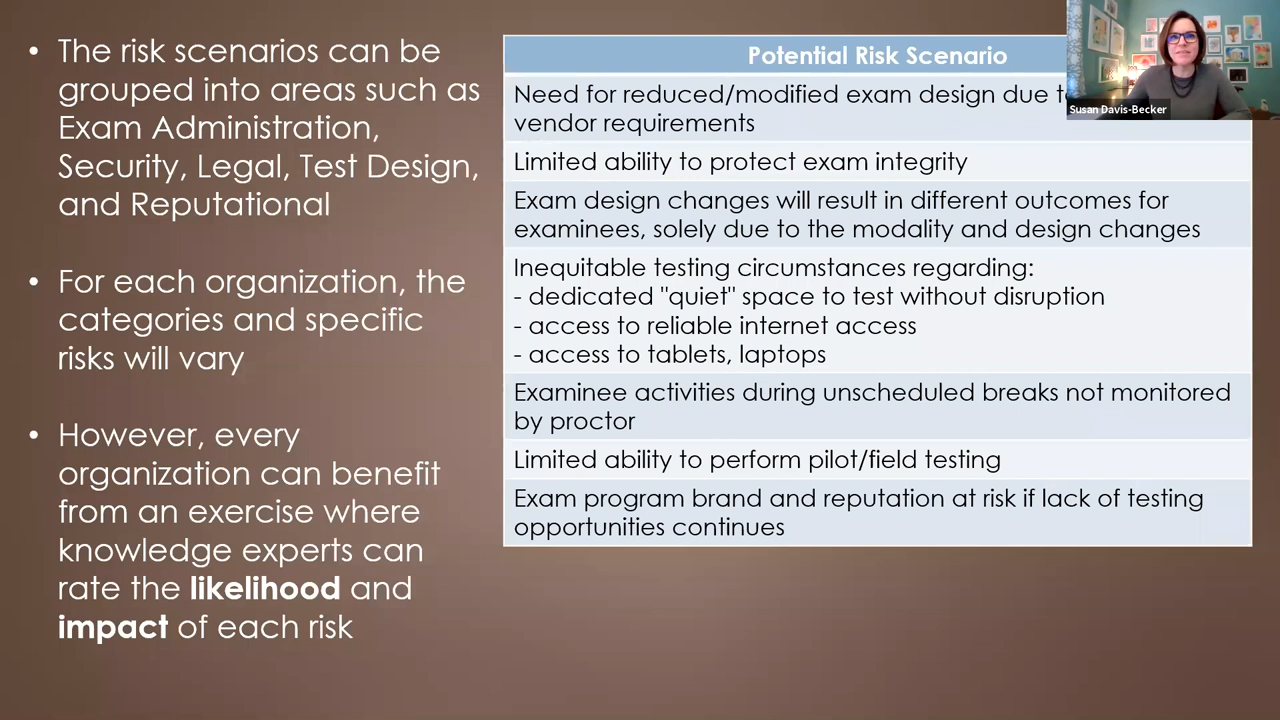 • The risk scenarios can be
grouped into areas such as
Exam Administration,
Security, Legal, Test Design,
and Reputational
• For each organization, the
categories and specific
risks will vary
• However, every
organization can benefit
from an exercise where
knowledge experts can
rate the likelihood and
impact of each risk
Potential Risk Scenario
Need for reduced/modified exam design due
vendor requirements
Limited ability to protect exam integrity
Exam design changes will result in different outcomes for
examinees, solely due to the modality and design changes
Inequitable testing circumstances regarding:
- dedicated "quiet" space to test without disruption
- access to reliable internet access
- access to tablets, laptops
Examinee activities during unscheduled breaks not monitored
by proctor
Limited ability to perform pilot/field testing
Exam program brand and reputation at risk if lack of testing
opportunities continues
Susan Davis-Becker